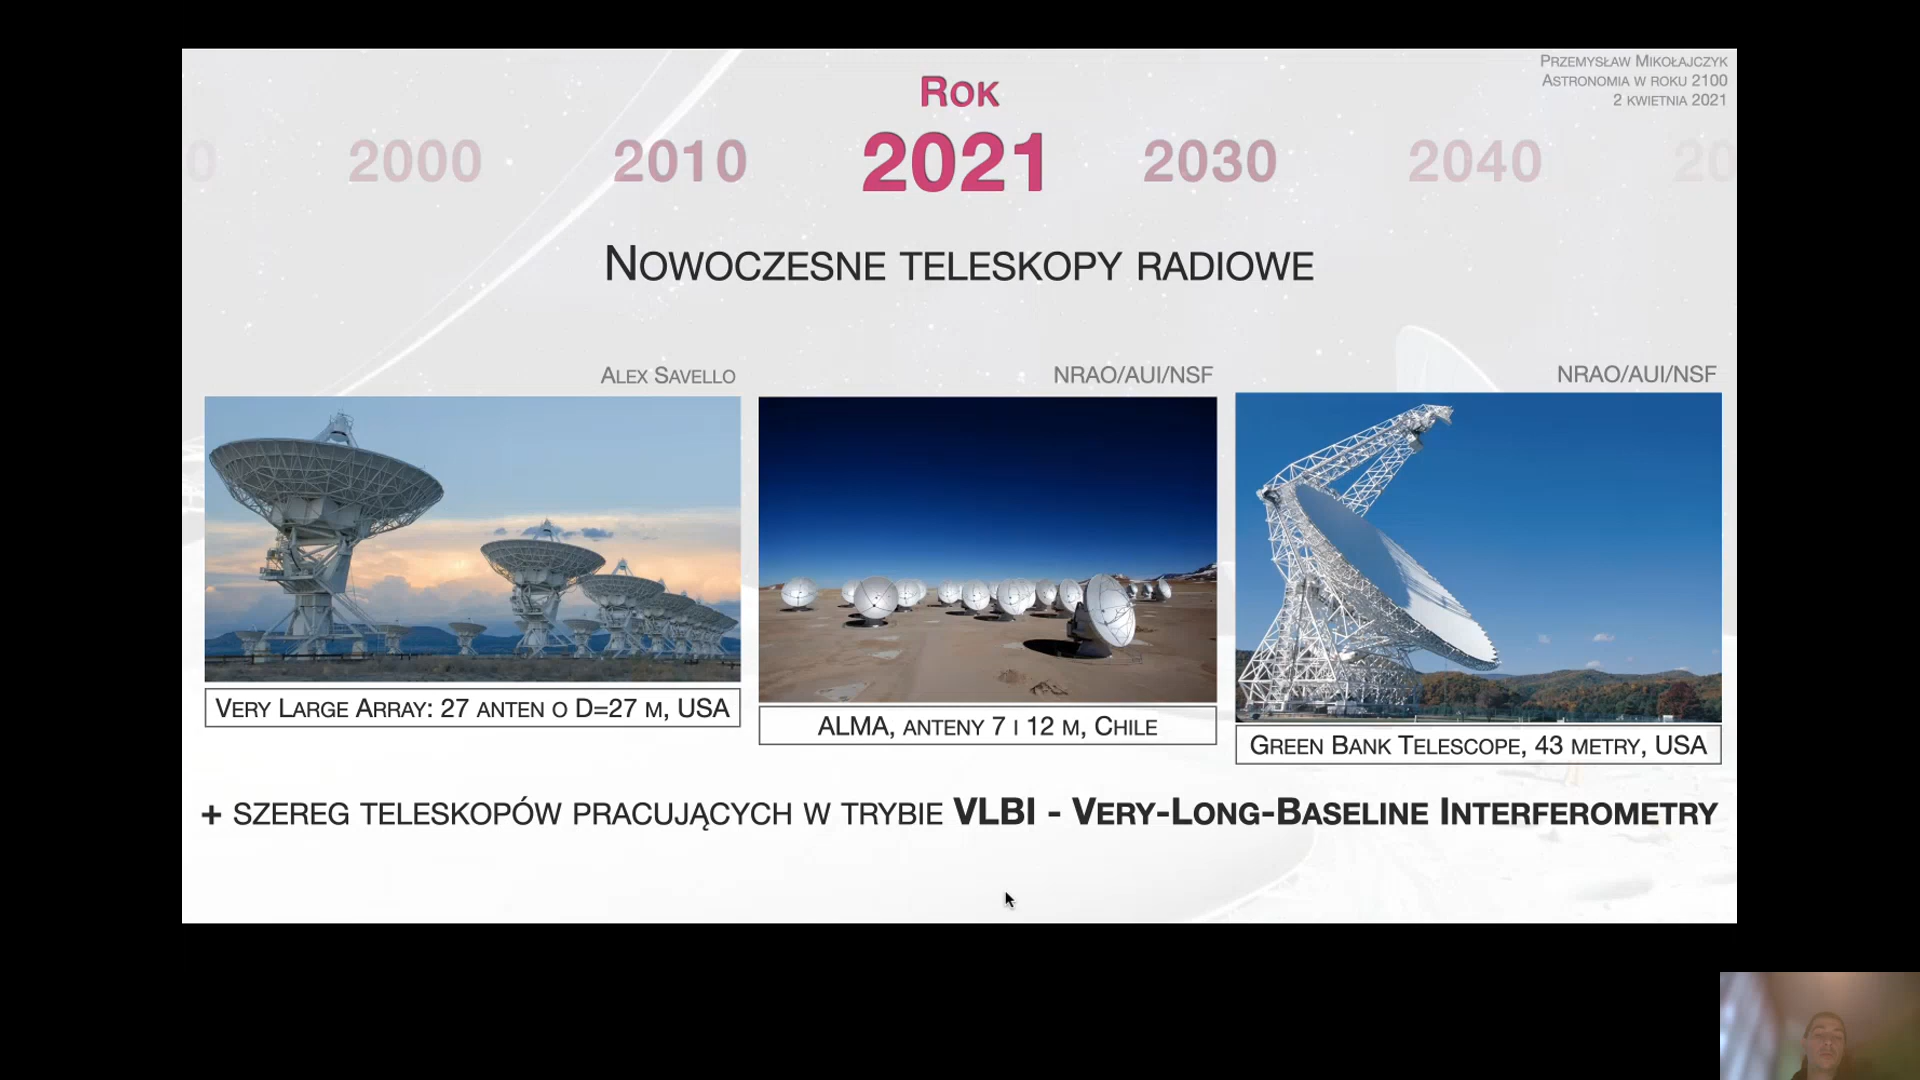 Przemysław Mikołajczyk
Astronomia w roku 2100
2 kwietnia 2021
Rok
0 2000 2010 2021 2030 2040 20
Nowoczesne teleskopy radiowe
Alex Savello
NRAO/AUI/NSF
NRAO/AUI/NSF
Very Large Array: 27 anten o D=27 m, USA
ALMA, anteny 7 i 12 m, Chile
Green Bank Telescope, 43 metry, USA
+ szereg teleskopów pracujących w trybie VLBI - Very-Long-Baseline Interferometry